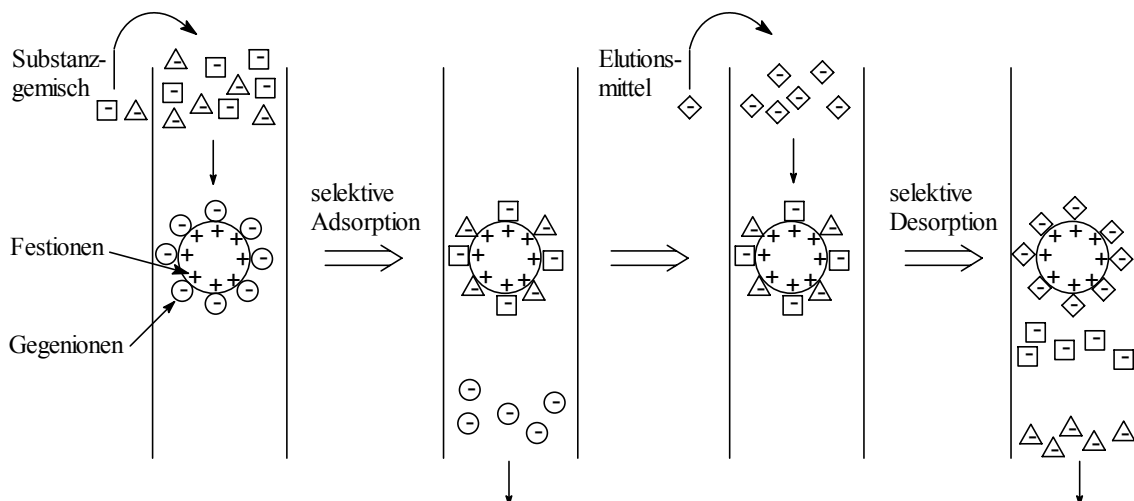 Substanz-
gemisch
Elutions-
mittel
selektive
Adsorption
selektive
Desorption
Festionen
Gegenionen